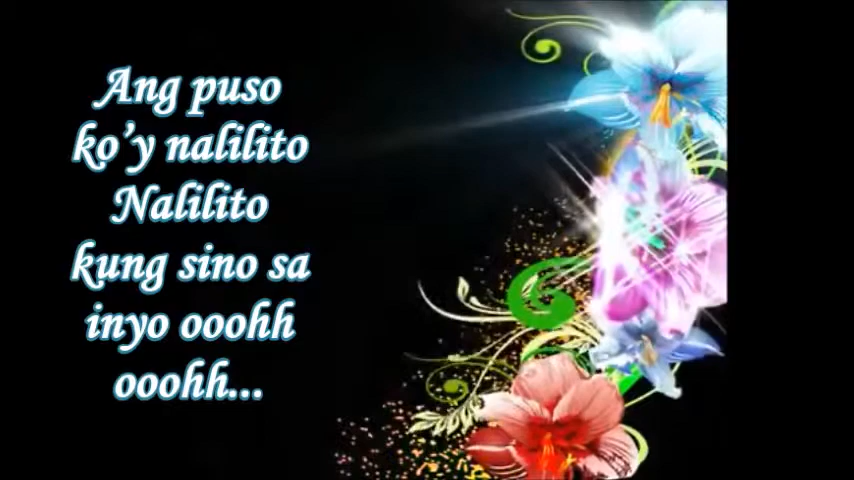 Ang puso
ko’y nalilito
Nalilito
kung sino sa
inyo ooohh
ooohh...